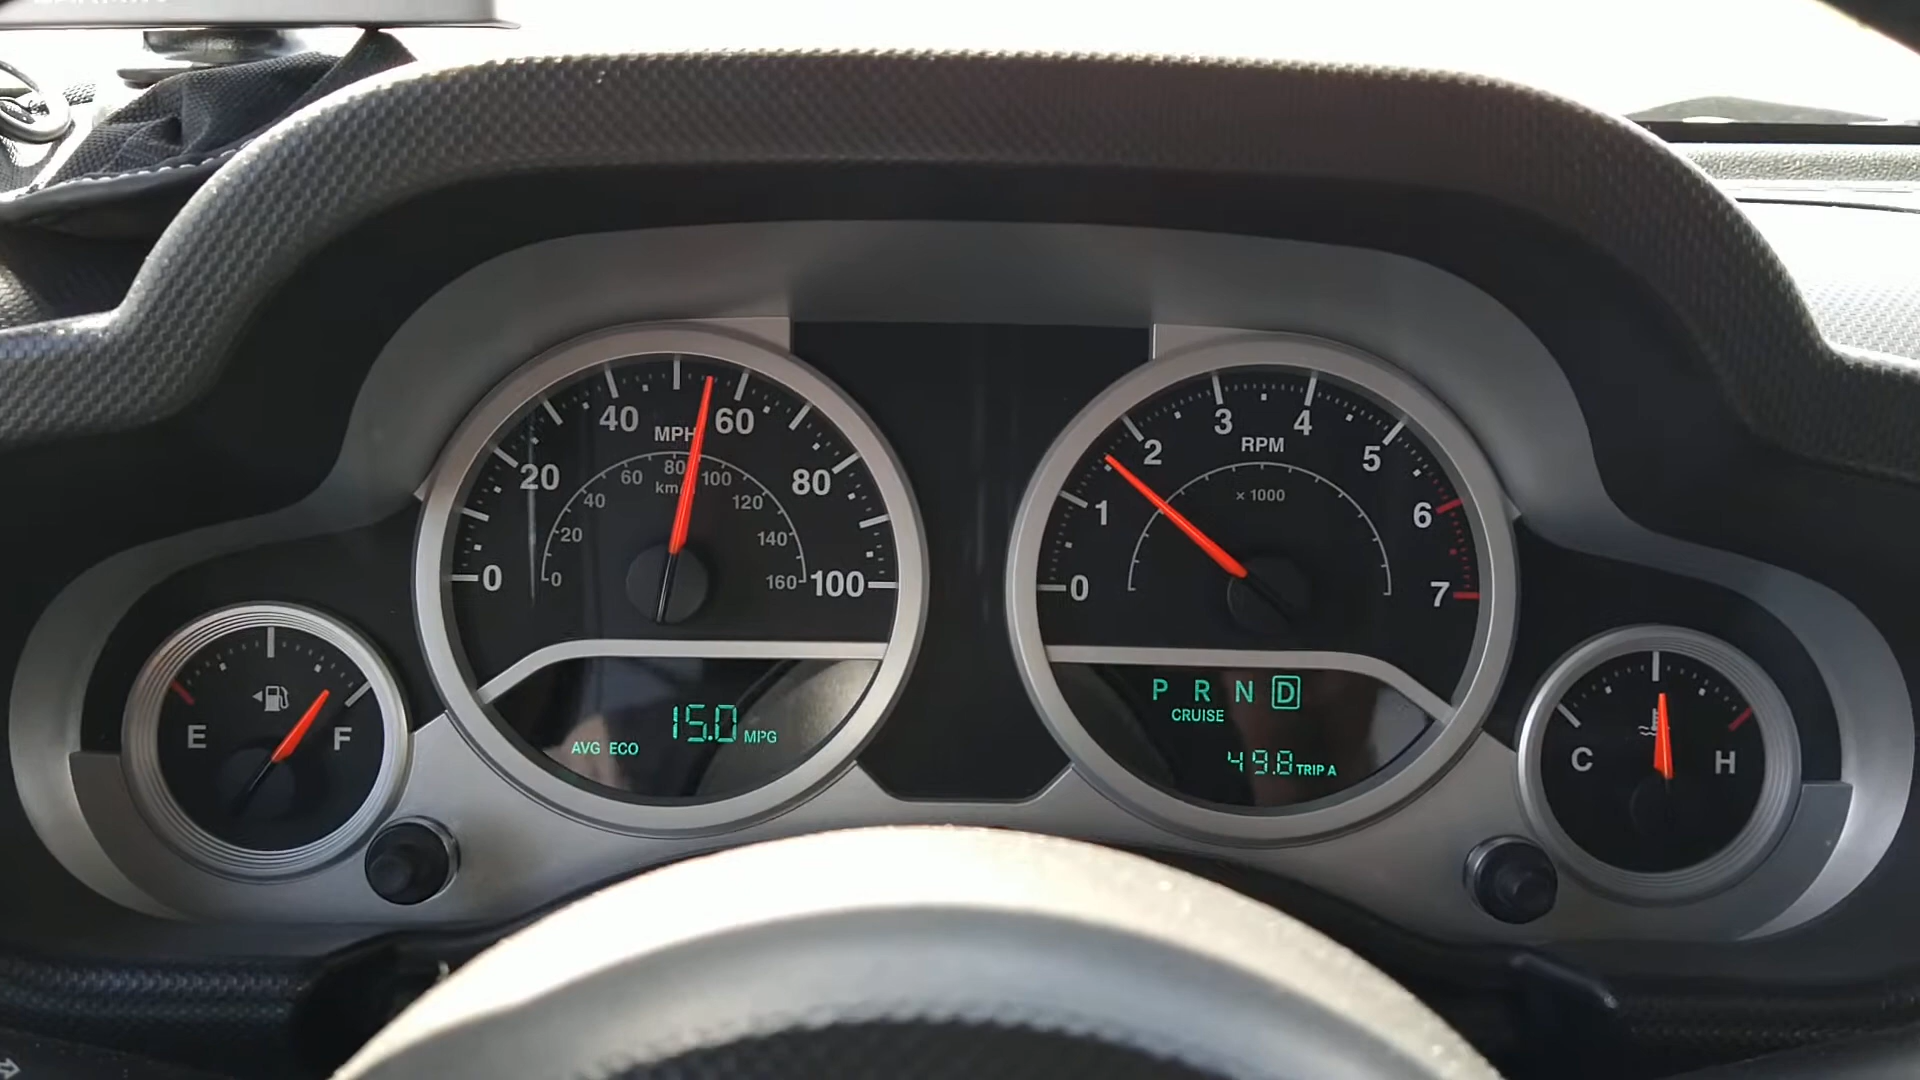 40 60
MPH
20 80
0 100
60 80 100
km/h
40 120
20 140
0 160
3 4
2 5
RPM
x 1000
1 6
0 7
E F
15.0 MPG
AVG ECO
P R N D
CRUISE
49.8 TRIP A
C H